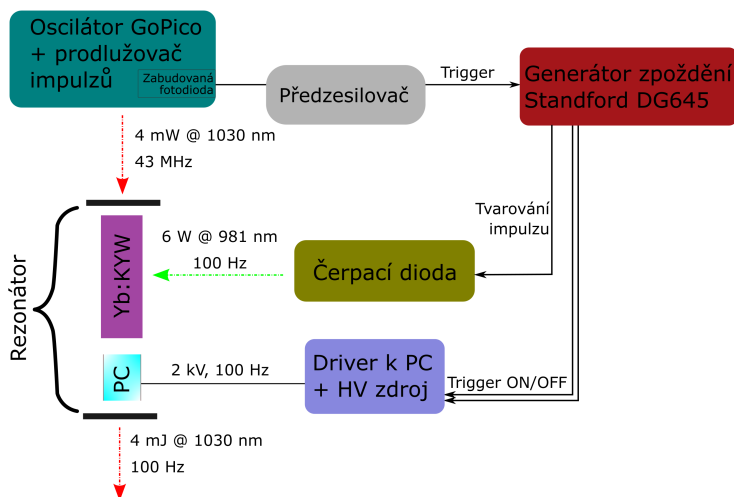 Oscilátor GoPico
+ prodlužovač
impulzů
Zabudovaná
fotodioda
Předzesilovač
Trigger
Generátor zpoždění
Standford DG645
4 mW @ 1030 nm
43 MHz
Tvarování
impulzu
6 W @ 981 nm
100 Hz
Čerpací dioda
Yb:KYW
Rezonátor
PC
2 kV, 100 Hz
Driver k PC
+ HV zdroj
Trigger ON/OFF
4 mJ @ 1030 nm
100 Hz